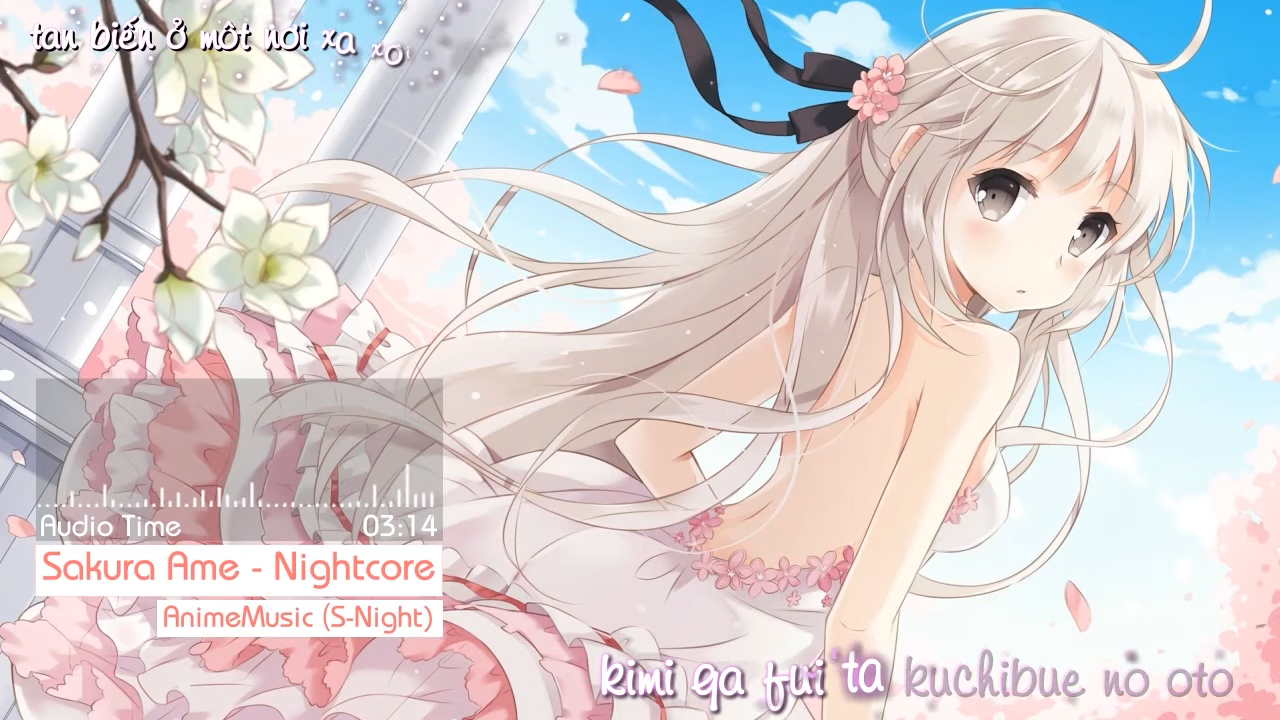 tan biến ở một nơi xa xôi
Audio Time 03:14
Sakura Ame - Nightcore
AnimeMusic (S-Night)
kimi ga fui ta kuchibue no oto